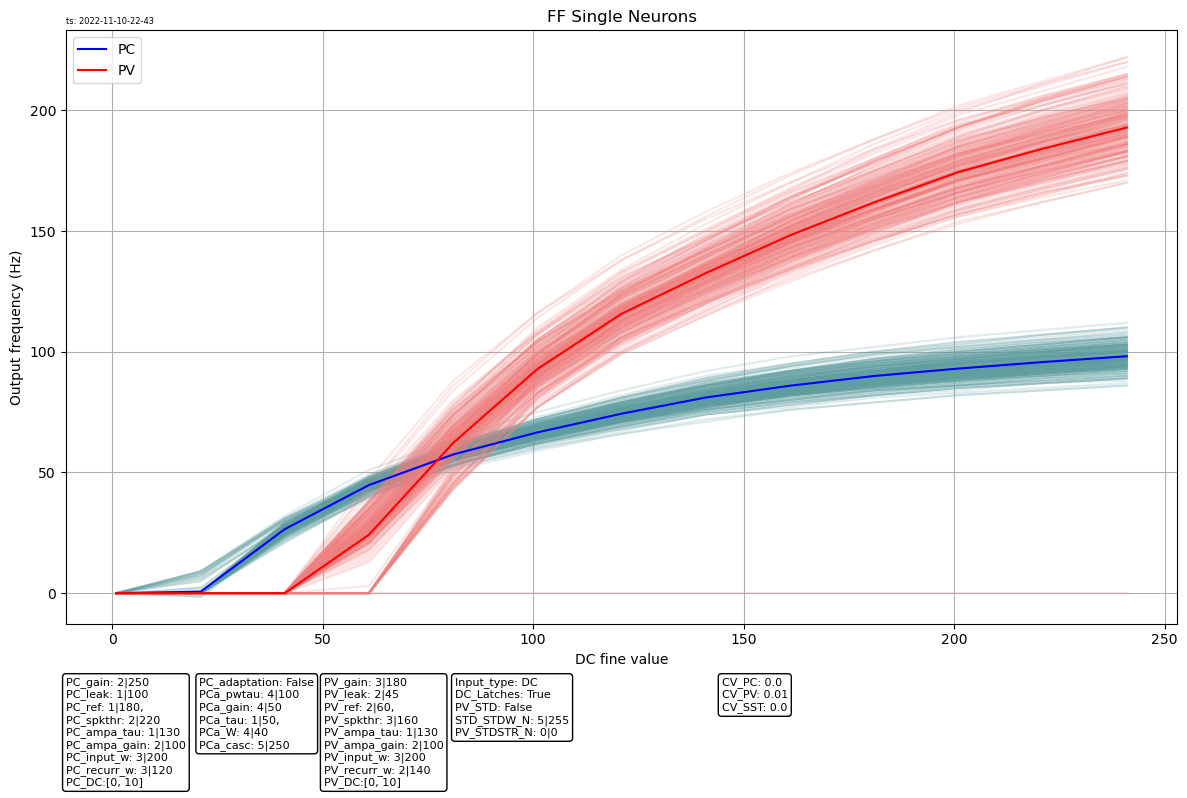 ts: 2022-11-10-22-43
FF Single Neurons
PC
PV
Output frequency (Hz)
200
150
100
50
0
0
50
100
150
200
250
DC fine value
PC_gain: 2|250
PC_leak: 1|100
PC_ref: 1|180,
PC_spkthr: 2|220
PC_ampa_tau: 1|130
PC_ampa_gain: 2|100
PC_input_w: 3|200
PC_recurr_w: 3|120
PC_DC:[0, 10]
PC_adaptation: False
PCa_pwtau: 4|100
PCa_gain: 4|50
PCa_tau: 1|50,
PCa_W: 4|40
PCa_casc: 5|250
PV_gain: 3|180
PV_leak: 2|45
PV_ref: 2|60,
PV_spkthr: 3|160
PV_ampa_tau: 1|130
PV_ampa_gain: 2|100
PV_input_w: 3|200
PV_recurr_w: 2|140
PV_DC:[0, 10]
Input_type: DC
DC_Latches: True
PV_STD: False
STD_STDW_N: 5|255
PV_STDSTR_N: 0|0
CV_PC: 0.0
CV_PV: 0.01
CV_SST: 0.0